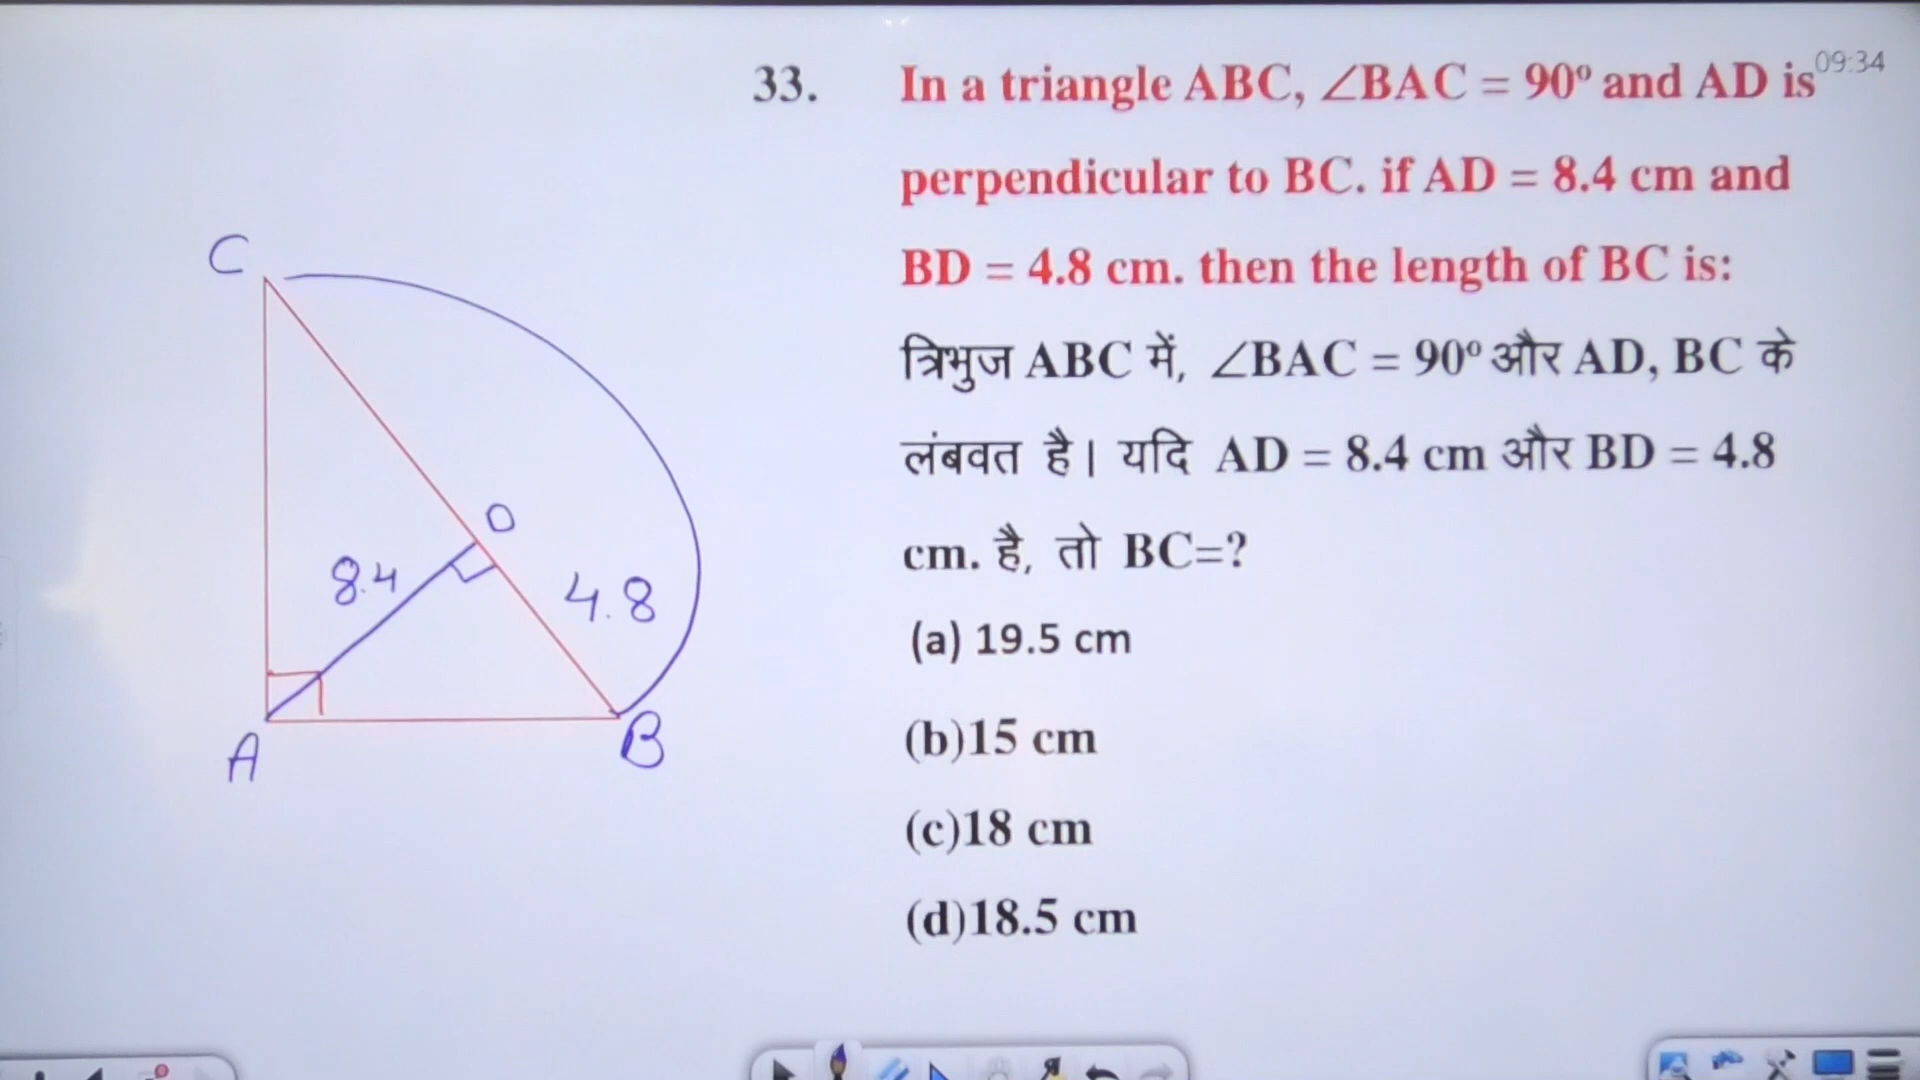 33. In a triangle ABC, ∠BAC = 90º and AD is
09:34
perpendicular to BC. if AD = 8.4 cm and
BD = 4.8 cm. then the length of BC is:
त्रिभुज ABC में, ∠BAC = 90º और AD, BC के
लंबवत है। यदि AD = 8.4 cm और BD = 4.8
cm. है, तो BC=?
(a) 19.5 cm
(b)15 cm
(c)18 cm
(d)18.5 cm
C
D
8.4
4.8
A
B